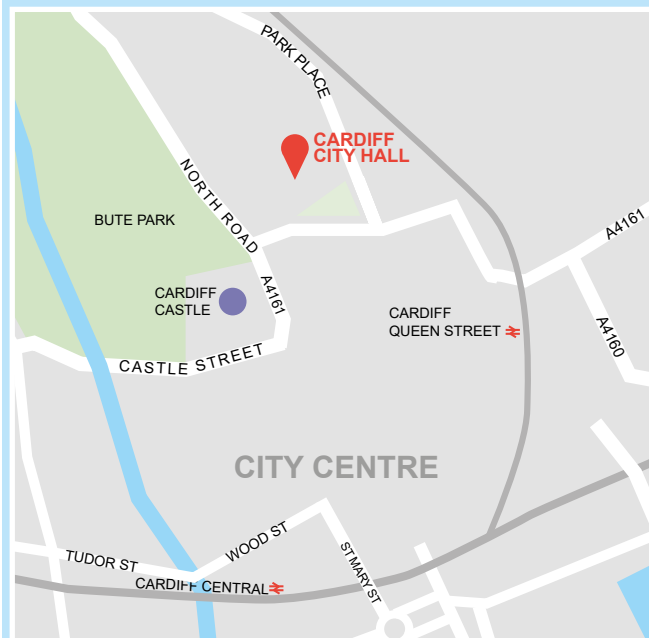 PARK PLACE
CARDIFF
CITY HALL
NORTH ROAD
BUTE PARK
A4161
A4161
CARDIFF
CASTLE
CARDIFF
QUEEN STREET
A4160
CASTLE STREET
CITY CENTRE
WOOD ST
TUDOR ST
ST MARY ST
CARDIFF CENTRAL